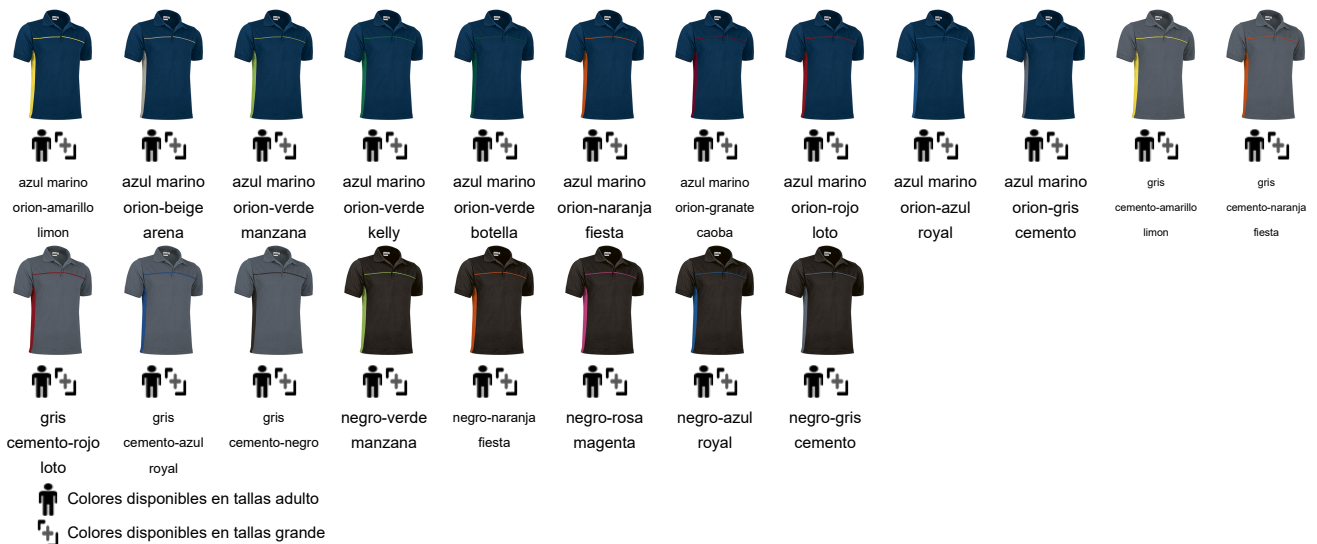 azul marino
orion-amarillo
limon
azul marino
orion-beige
arena
azul marino
orion-verde
manzana
azul marino
orion-verde
kelly
azul marino
orion-verde
botella
azul marino
orion-naranja
fiesta
azul marino
orion-granate
caoba
azul marino
orion-rojo
loto
azul marino
orion-azul
royal
azul marino
orion-gris
cemento
gris
cemento-amarillo
limon
gris
cemento-naranja
fiesta
gris
cemento-rojo
loto
gris
cemento-azul
royal
gris
cemento-negro
negro-verde
manzana
negro-naranja
fiesta
negro-rosa
magenta
negro-azul
royal
negro-gris
cemento
Colores disponibles en tallas adulto
Colores disponibles en tallas grande